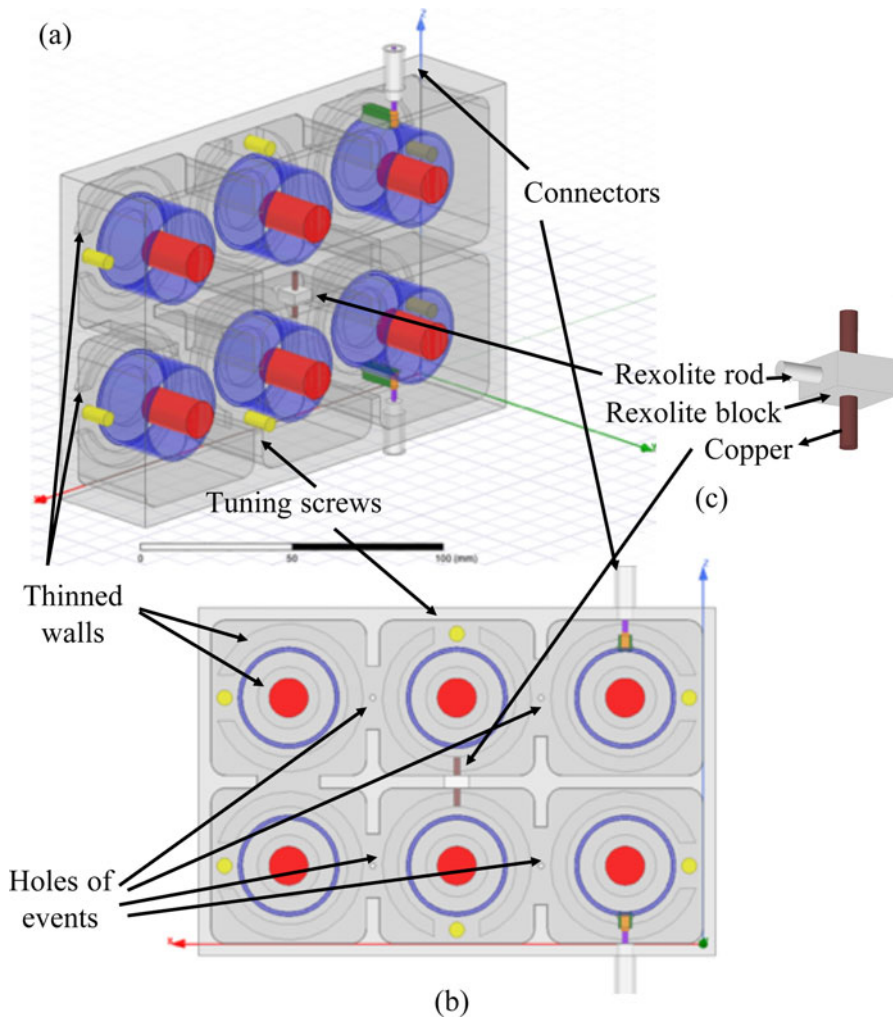 (a)
Z
Connectors
Rexolite rod
Rexolite block
Copper
(c)
Y
X
Tuning screws
0
50
100 (mm)
Thinned
walls
Z
Holes of
events
X
(b)